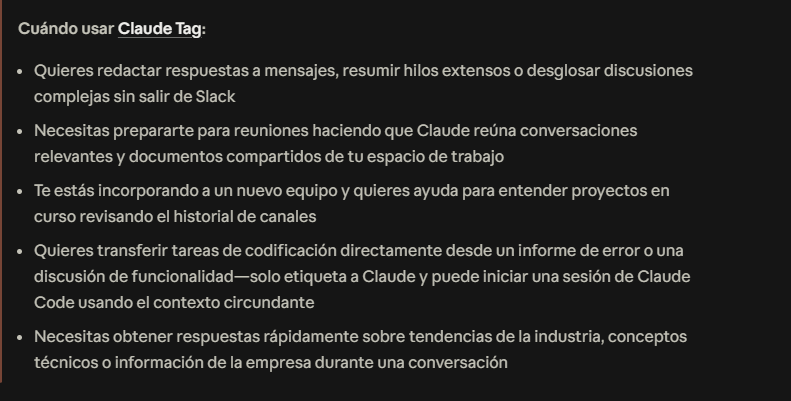 Cuándo usar Claude Tag:
Quieres redactar respuestas a mensajes, resumir hilos extensos o desglosar discusiones
complejas sin salir de Slack
Necesitas prepararte para reuniones haciendo que Claude reúna conversaciones
relevantes y documentos compartidos de tu espacio de trabajo
Te estás incorporando a un nuevo equipo y quieres ayuda para entender proyectos en
curso revisando el historial de canales
Quieres transferir tareas de codificación directamente desde un informe de error o una
discusión de funcionalidad—solo etiqueta a Claude y puede iniciar una sesión de Claude
Code usando el contexto circundante
Necesitas obtener respuestas rápidamente sobre tendencias de la industria, conceptos
técnicos o información de la empresa durante una conversación